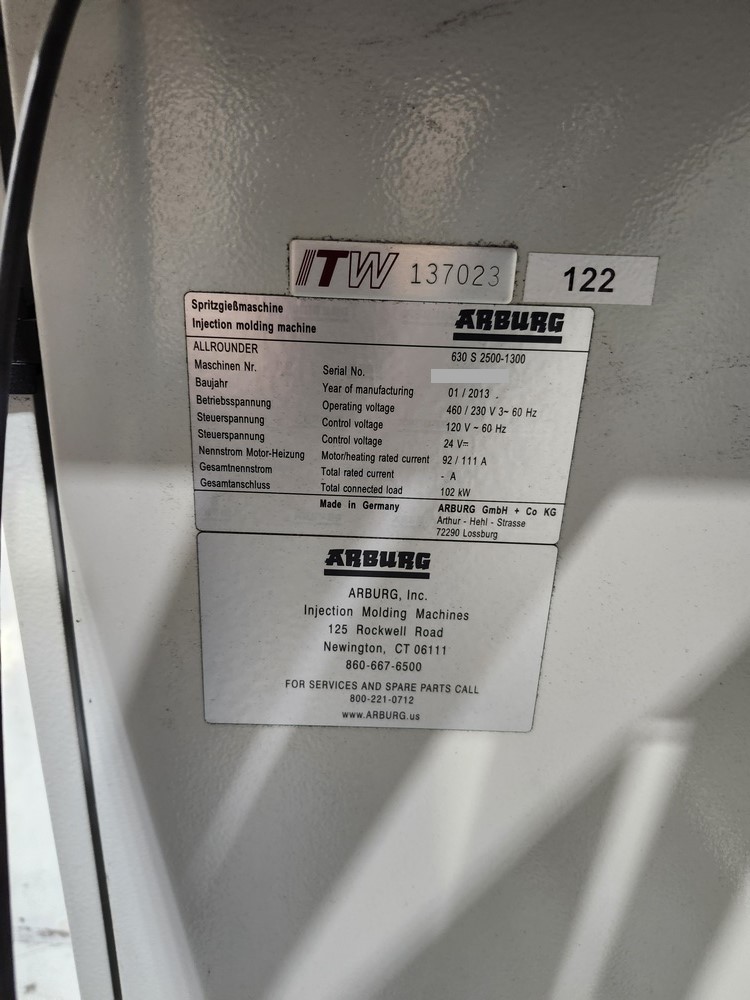 ITW 137023
122
Spritzgießmaschine
Injection molding machine
ARBURG
ALLROUNDER 630 S 2500-1300
Maschinen Nr. Serial No.
Baujahr Year of manufacturing 01 / 2013
Betriebsspannung Operating voltage 460 / 230 V 3~ 60 Hz
Steuerspannung Control voltage 120 V ~ 60 Hz
Steuerspannung Control voltage 24 V=
Nennstrom Motor-Heizung Motor/heating rated current 92 / 111 A
Gesamtnennstrom Total rated current - A
Gesamtanschluss Total connected load 102 kW
Made in Germany ARBURG GmbH + Co KG
Arthur - Hehl - Strasse
72290 Lossburg
ARBURG
ARBURG, Inc.
Injection Molding Machines
125 Rockwell Road
Newington, CT 06111
860-667-6500
FOR SERVICES AND SPARE PARTS CALL
800-221-0712
www.ARBURG.us